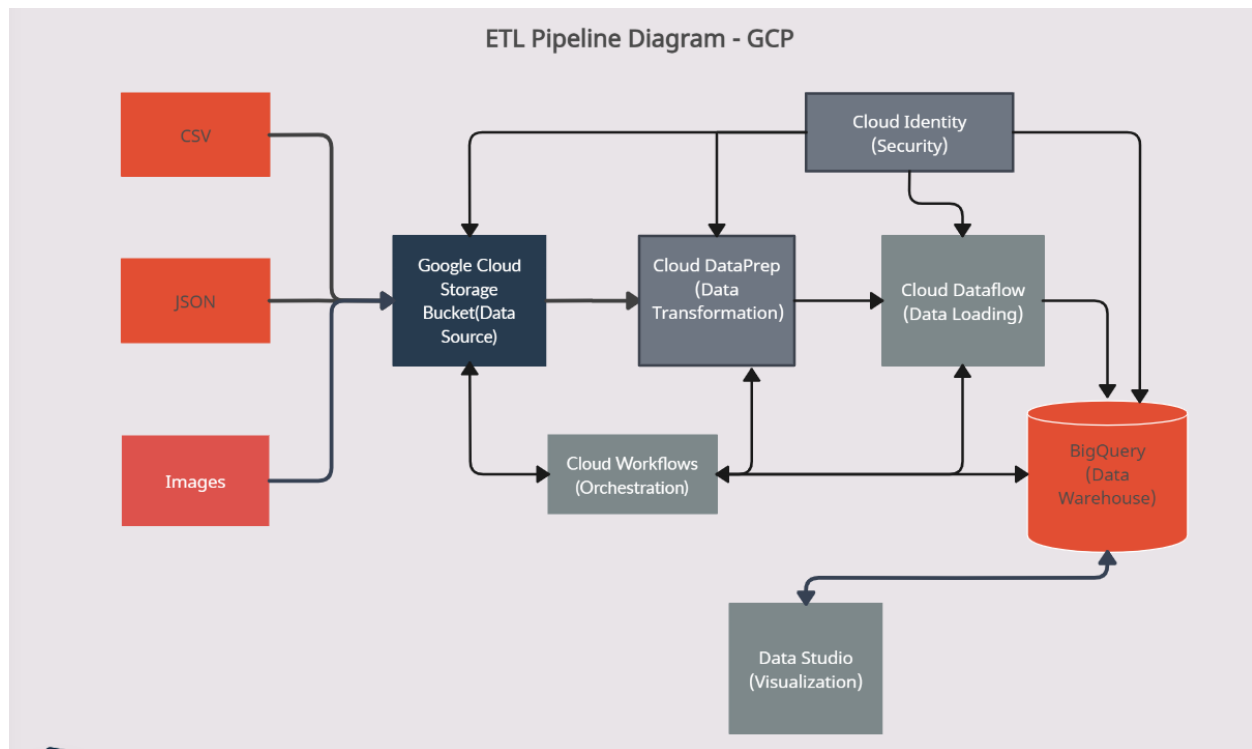 ETL Pipeline Diagram - GCP
CSV
Cloud Identity
(Security)
Google Cloud
Storage
Bucket(Data
Source)
Cloud DataPrep
(Data
Transformation)
Cloud Dataflow
(Data Loading)
JSON
Cloud Workflows
(Orchestration)
BigQuery
(Data
Warehouse)
Images
Data Studio
(Visualization)